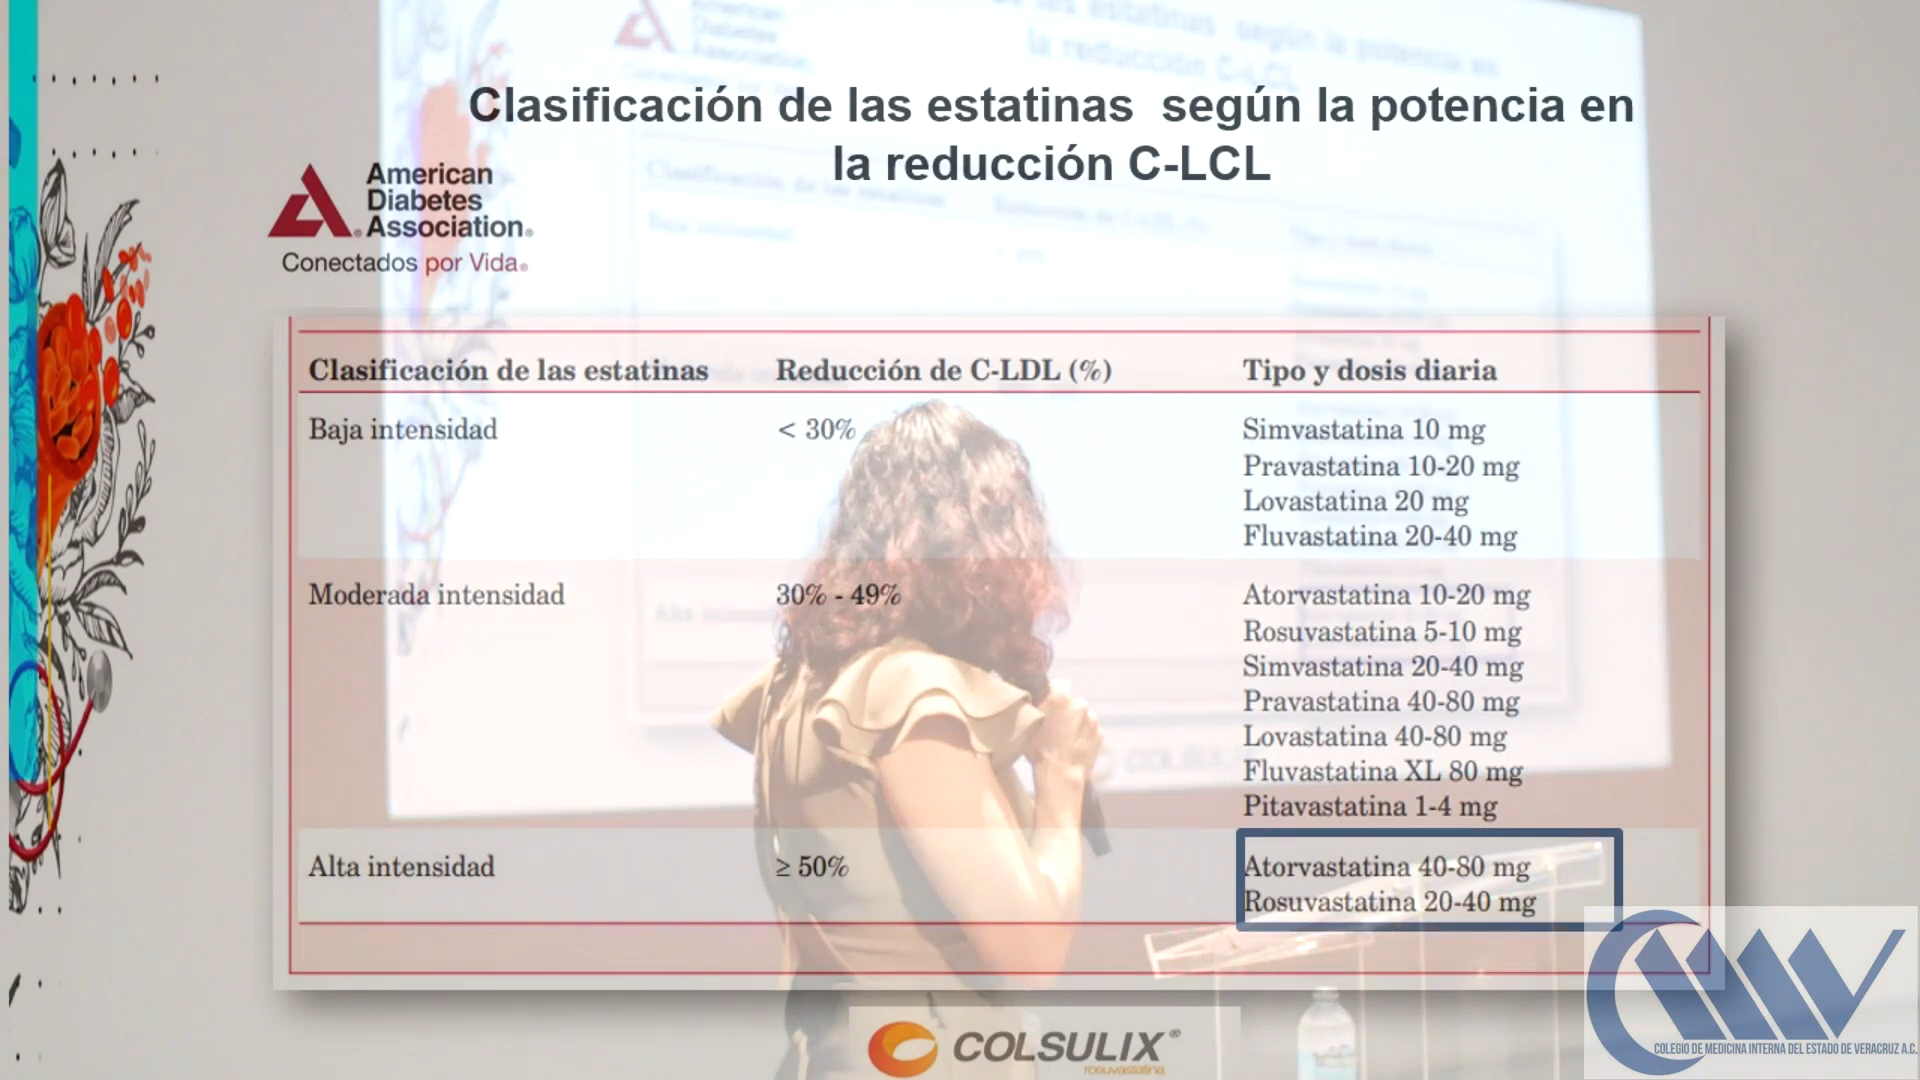 Clasificación de las estatinas según la potencia en
la reducción C-LCL
American
Diabetes
Association®
Conectados por Vida®
Clasificación de las estatinas Reducción de C-LDL (%) Tipo y dosis diaria
Baja intensidad < 30% Simvastatina 10 mg
Pravastatina 10-20 mg
Lovastatina 20 mg
Fluvastatina 20-40 mg
Moderada intensidad 30% - 49% Atorvastatina 10-20 mg
Rosuvastatina 5-10 mg
Simvastatina 20-40 mg
Pravastatina 40-80 mg
Lovastatina 40-80 mg
Fluvastatina XL 80 mg
Pitavastatina 1-4 mg
Alta intensidad ≥ 50% Atorvastatina 40-80 mg
Rosuvastatina 20-40 mg
COLSULIX®
rosuvastatina
COLEGIO DE MEDICINA INTERNA DEL ESTADO DE VERACRUZ A.C.